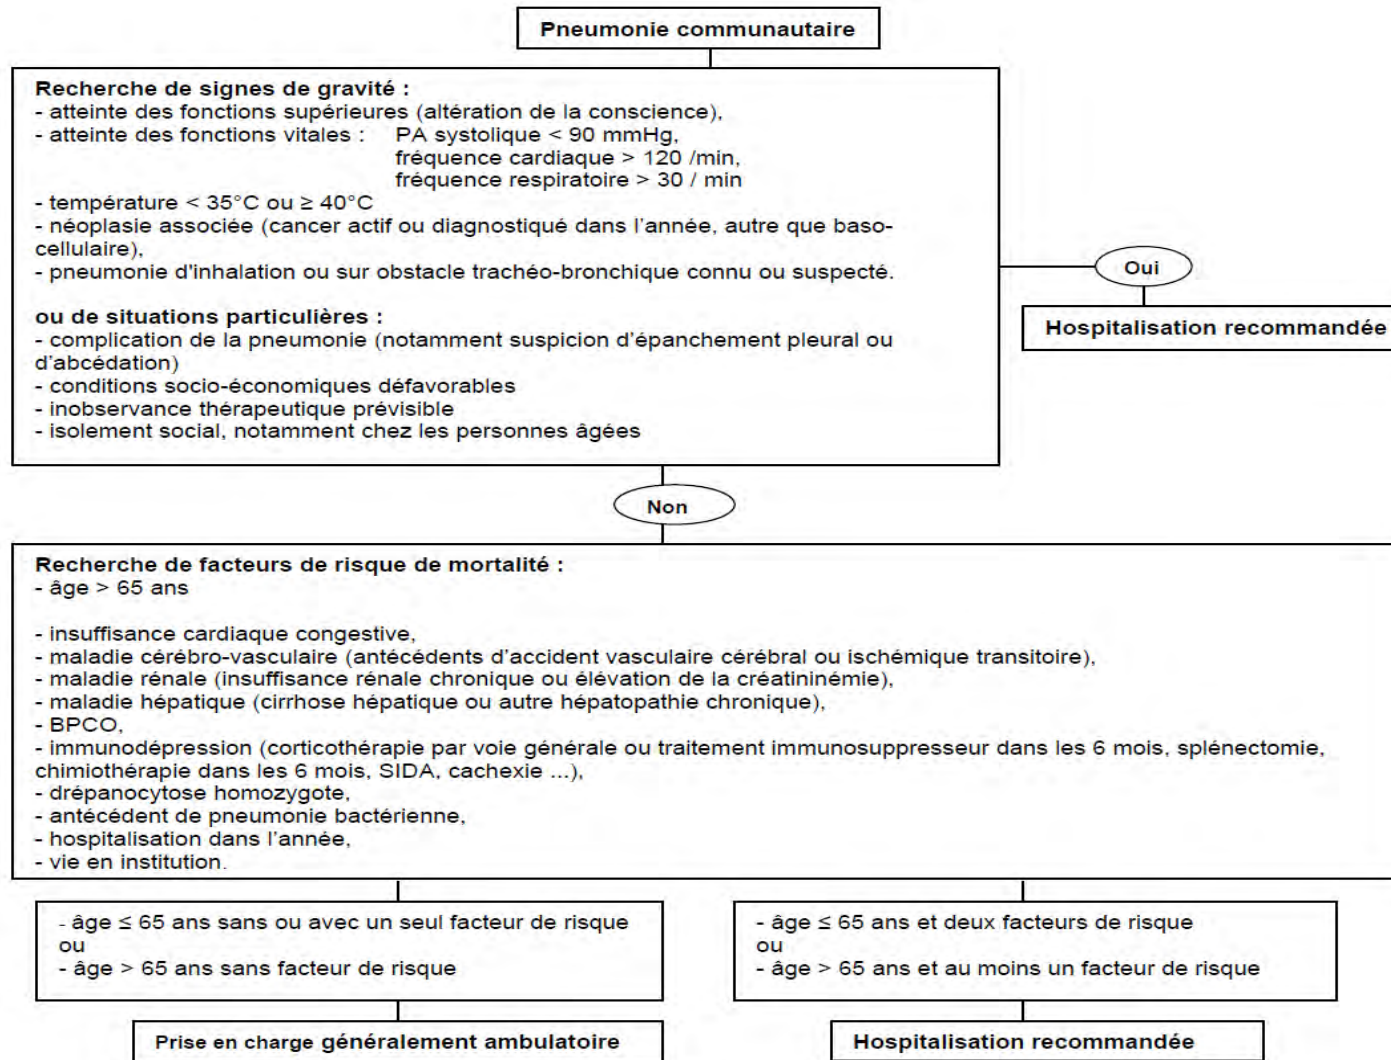 Pneumonie communautaire
Recherche de signes de gravité :
- atteinte des fonctions supérieures (altération de la conscience),
- atteinte des fonctions vitales : PA systolique < 90 mmHg,
fréquence cardiaque > 120 /min,
fréquence respiratoire > 30 / min
- température < 35°C ou ≥ 40°C
- néoplasie associée (cancer actif ou diagnostiqué dans l'année, autre que baso-
cellulaire),
- pneumonie d'inhalation ou sur obstacle trachéo-bronchique connu ou suspecté.
ou de situations particulières :
- complication de la pneumonie (notamment suspicion d'épanchement pleural ou
d'abcédation)
- conditions socio-économiques défavorables
- inobservance thérapeutique prévisible
- isolement social, notamment chez les personnes âgées
Oui
Hospitalisation recommandée
Non
Recherche de facteurs de risque de mortalité :
- âge > 65 ans
- insuffisance cardiaque congestive,
- maladie cérébro-vasculaire (antécédents d'accident vasculaire cérébral ou ischémique transitoire),
- maladie rénale (insuffisance rénale chronique ou élévation de la créatininémie),
- maladie hépatique (cirrhose hépatique ou autre hépatopathie chronique),
- BPCO,
- immunodépression (corticothérapie par voie générale ou traitement immunosuppresseur dans les 6 mois, splénectomie,
chimiothérapie dans les 6 mois, SIDA, cachexie ...),
- drépanocytose homozygote,
- antécédent de pneumonie bactérienne,
- hospitalisation dans l'année,
- vie en institution.
- âge ≤ 65 ans sans ou avec un seul facteur de risque
ou
- âge > 65 ans sans facteur de risque
- âge ≤ 65 ans et deux facteurs de risque
ou
- âge > 65 ans et au moins un facteur de risque
Prise en charge généralement ambulatoire
Hospitalisation recommandée